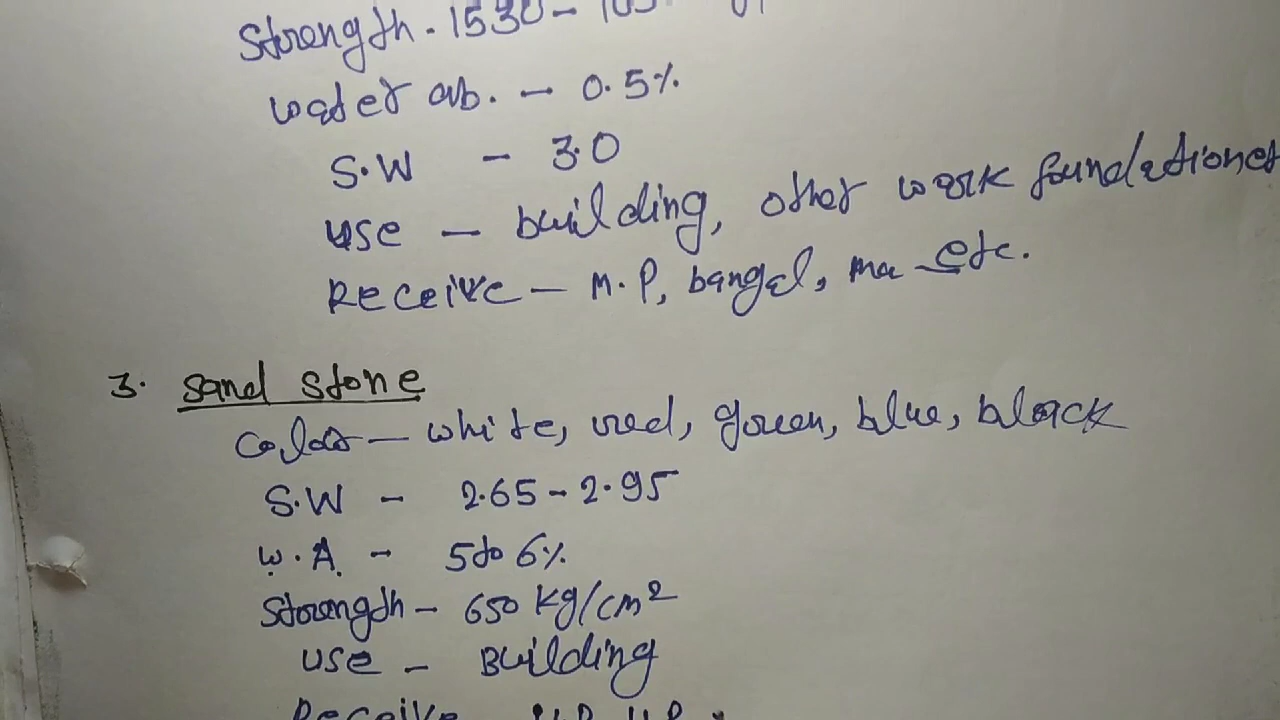 Strength. 1530 -
water ab. - 0.5%
S.W - 3.0
use - building, other work foundationet
Receive - M.P, bangal, ma etc.
3. sand stone
Color - white, red, green, blue, black
S.W - 2.65 - 2.95
W.A. - 5 to 6%
Strength - 650 kg/cm²
USE - Building
Receive